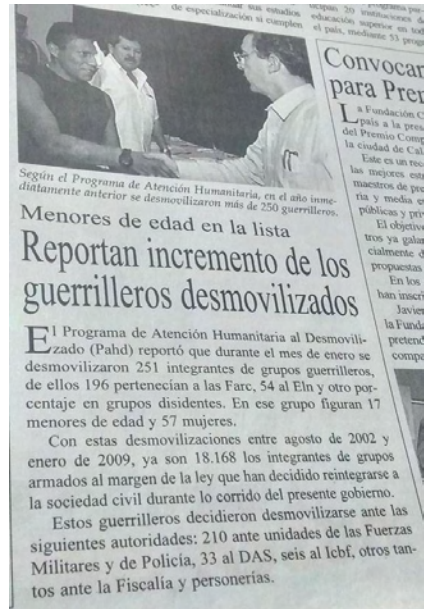 sus estudios
de especialización si cumplen
ucipan 20 instituciones de
educación superior en tod
el país, mediante 53 progr
Según el Programa de Atención Humanitaria, en el año inme-
diatamente anterior se desmovilizaron más de 250 guerrilleros.
Menores de edad en la lista
Reportan incremento de los
guerrilleros desmovilizados
El Programa de Atención Humanitaria al Desmovili-
zado (Pahd) reportó que durante el mes de enero se
desmovilizaron 251 integrantes de grupos guerrilleros,
de ellos 196 pertenecían a las Farc, 54 al Eln y otro por-
centaje en grupos disidentes. En ese grupo figuran 17
menores de edad y 57 mujeres.
Con estas desmovilizaciones entre agosto de 2002 y
enero de 2009, ya son 18.168 los integrantes de grupos
armados al margen de la ley que han decidido reintegrarse a
la sociedad civil durante lo corrido del presente gobierno.
Estos guerrilleros decidieron desmovilizarse ante las
siguientes autoridades: 210 ante unidades de las Fuerzas
Militares y de Policía, 33 al DAS, seis al Icbf, otros tan-
tos ante la Fiscalía y personerías.
Convocar
para Prem
La Fundación C
país a la pres
del Premio Comp
la ciudad de Cal
Este es un rec
las mejores est
maestros de pre
ria y media e
públicas y pri
El objetivo
tros ya galar
cialmente d
propuestas
En los
han inscri
Javier
la Funda
pretend
compa